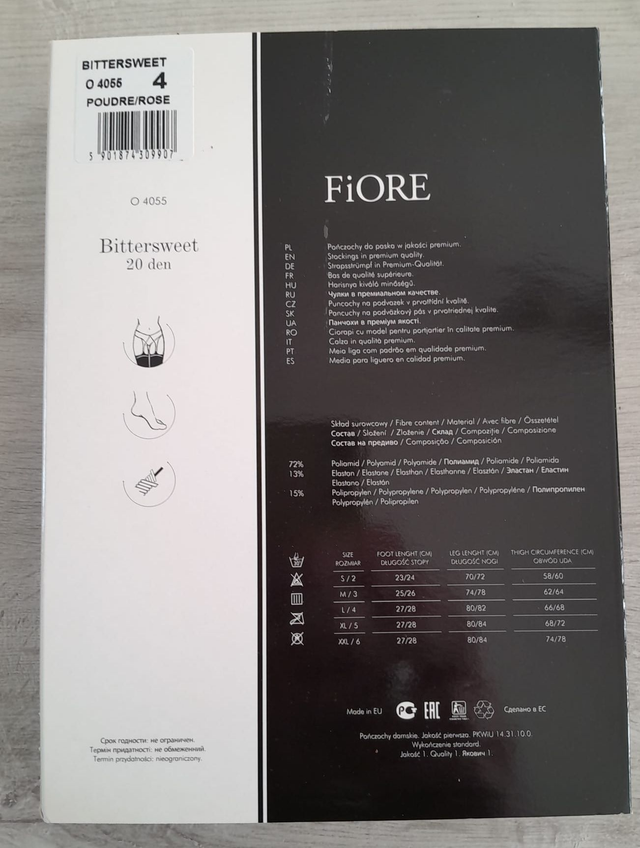 BITTERSWEET
O 4055 4
POUDRE/ROSE
5 901874 309907
O 4055
Bittersweet
20 den
Срок годности: не ограничен.
Термін придатності: не обмежений.
Termin przydatności: nieograniczony.
FiORE
PL Pończochy do paska w jakości premium.
EN Stockings in premium quality.
DE Strapsstrümpf in Premium-Qualität.
FR Bas de qualité supérieure.
HU Harisnya kiváló minőségű.
RU Чулки в премиальном качестве.
CZ Puncochy na podvazek v prvotřídní kvalitě.
SK Pancuchy na podväzkový pás v prvotriednej kvalite.
UA Панчохи в преміум якості.
RO Ciorapi cu model pentru portjartier în calitate premium.
IT Calza in qualità premium.
PT Meia liga com padrão em qualidade premium.
ES Media para liguero en calidad premium.
Skład surowcowy / Fibre content / Material / Avec fibre / Összetétel
Состав / Složení / Zloženie / Склад / Compoziție / Composizione
Состав на предиво / Composição / Composición
72% Poliamid / Polyamid / Polyamide / Полиамид / Poliamide / Poliamida
13% Elastan / Elastane / Elasthan / Elasthanne / Elasztán / Эластан / Еластин
Elastano / Elastán
15% Polipropylen / Polypropylene / Polypropylen / Polypropylène / Полипропилен
Polypropylén / Polipropilen
SIZE FOOT LENGHT (CM) LEG LENGHT (CM) THIGH CIRCUMFERENCE (CM)
ROZMIAR DŁUGOŚĆ STOPY DŁUGOŚĆ NOGI OBWÓD UDA
S / 2 23/24 70/72 58/60
M / 3 25/26 74/78 62/64
L / 4 27/28 80/82 66/68
XL / 5 27/28 80/84 68/72
XXL / 6 27/28 80/84 74/78
30
Made in EU PC EAC Сделано в ЕС
Pończochy damskie. Jakość pierwsza. PKWiU 14.31.10.0.
Wykończenie standard.
Jakość 1. Quality 1. Якович 1.